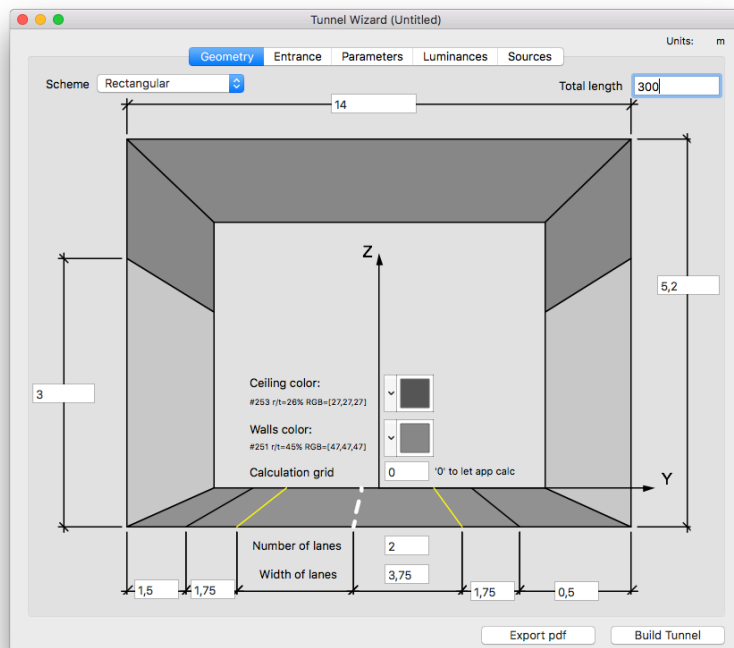 Tunnel Wizard (Untitled)
Units: m
Geometry Entrance Parameters Luminances Sources
Scheme Rectangular Total length 300
14
Z
5,2
3
Ceiling color:
#253 r/t=26% RGB=[27,27,27]
Walls color:
#251 r/t=45% RGB=[47,47,47]
Calculation grid 0 '0' to let app calc
Y
Number of lanes 2
Width of lanes 3,75
1,5 1,75 1,75 0,5
Export pdf Build Tunnel